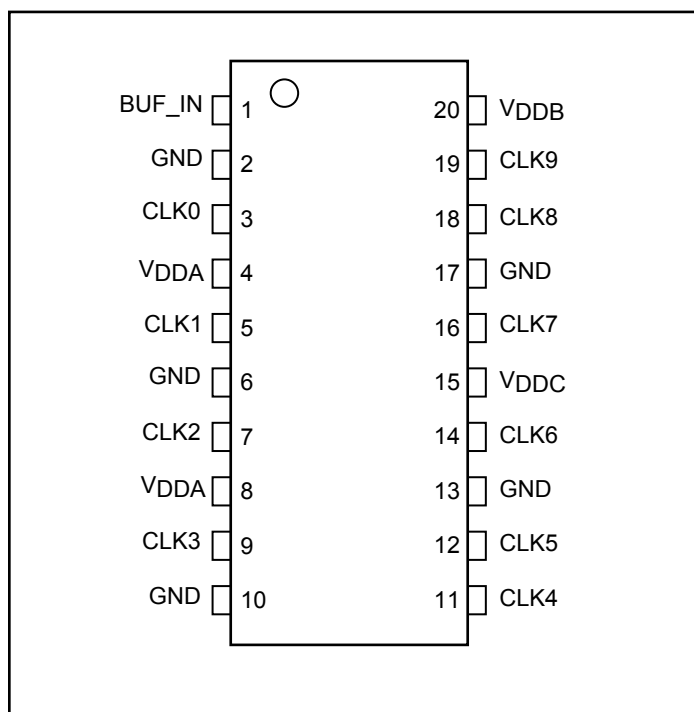 BUF_IN 1 20 VDDB
GND 2 19 CLK9
CLK0 3 18 CLK8
VDDA 4 17 GND
CLK1 5 16 CLK7
GND 6 15 VDDC
CLK2 7 14 CLK6
VDDA 8 13 GND
CLK3 9 12 CLK5
GND 10 11 CLK4